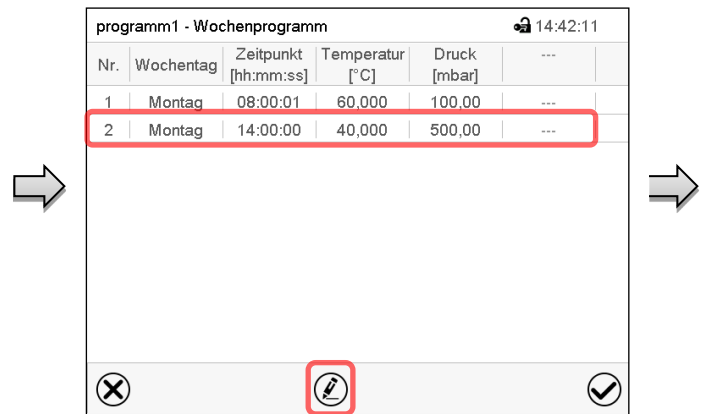 programm1 - Wochenprogramm 14:42:11
Nr. Wochentag Zeitpunkt [hh:mm:ss] Temperatur [°C] Druck [mbar] ---
1 Montag 08:00:01 60,000 100,00 ---
2 Montag 14:00:00 40,000 500,00 ---